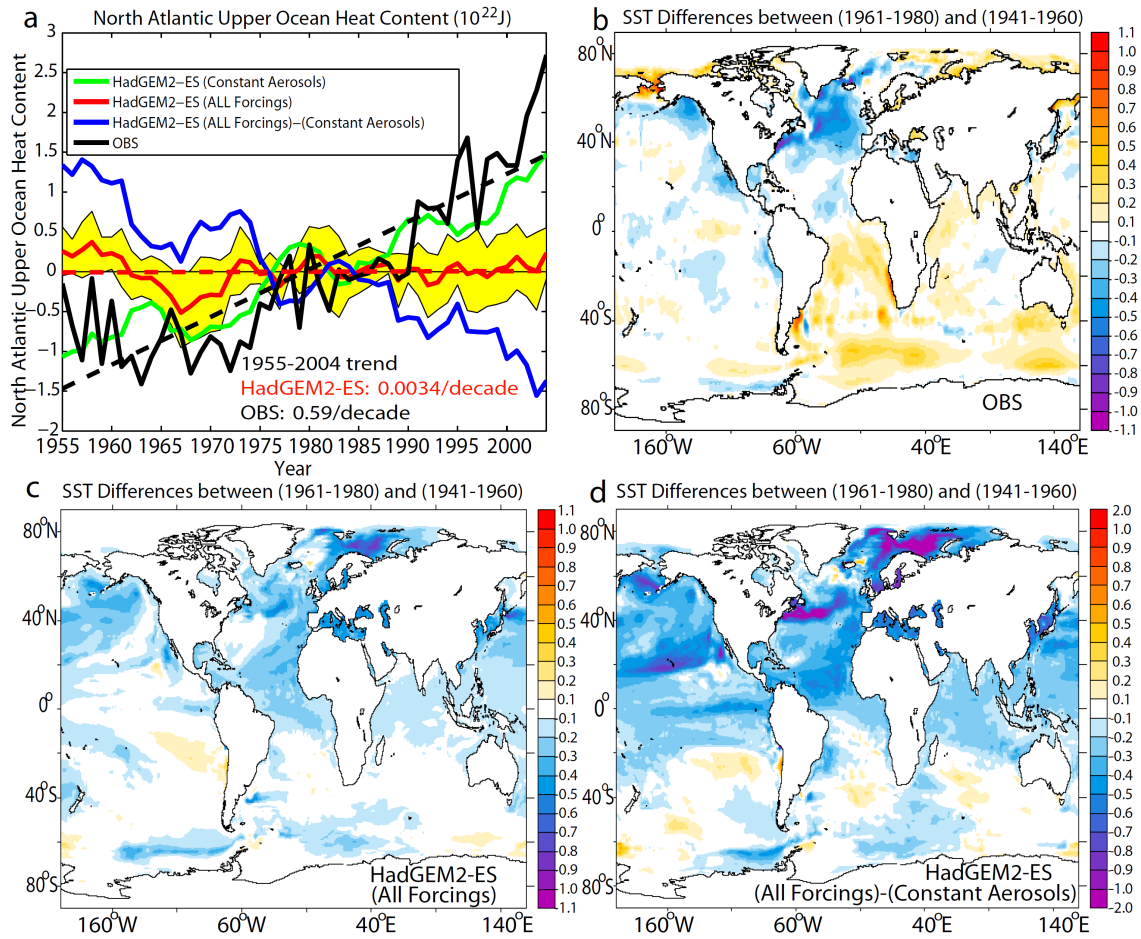 a North Atlantic Upper Ocean Heat Content (10²²J)
North Atlantic Upper Ocean Heat Content
3
2.5
2
1.5
1
0.5
0
−0.5
−1
−1.5
−2
HadGEM2−ES (Constant Aerosols)
HadGEM2−ES (ALL Forcings)
HadGEM2−ES (ALL Forcings)−(Constant Aerosols)
OBS
1955-2004 trend
HadGEM2-ES: 0.0034/decade
OBS: 0.59/decade
1955 1960 1965 1970 1975 1980 1985 1990 1995 2000
Year
b SST Differences between (1961-1980) and (1941-1960)
80°N
40°N
0°
40°S
80°S
OBS
160°W 60°W 40°E 140°E
1.1
1.0
0.9
0.8
0.7
0.6
0.5
0.4
0.3
0.2
0.1
-0.1
-0.2
-0.3
-0.4
-0.5
-0.6
-0.7
-0.8
-0.9
-1.0
-1.1
c SST Differences between (1961-1980) and (1941-1960)
80°N
40°N
0°
40°S
80°S
HadGEM2-ES
(All Forcings)
160°W 60°W 40°E 140°E
1.1
1.0
0.9
0.8
0.7
0.6
0.5
0.4
0.3
0.2
0.1
-0.1
-0.2
-0.3
-0.4
-0.5
-0.6
-0.7
-0.8
-0.9
-1.0
-1.1
d SST Differences between (1961-1980) and (1941-1960)
80°N
40°N
0°
40°S
80°S
HadGEM2-ES
(All Forcings)-(Constant Aerosols)
160°W 60°W 40°E 140°E
2.0
1.0
0.9
0.8
0.7
0.6
0.5
0.4
0.3
0.2
0.1
-0.1
-0.2
-0.3
-0.4
-0.5
-0.6
-0.7
-0.8
-0.9
-1.0
-2.0